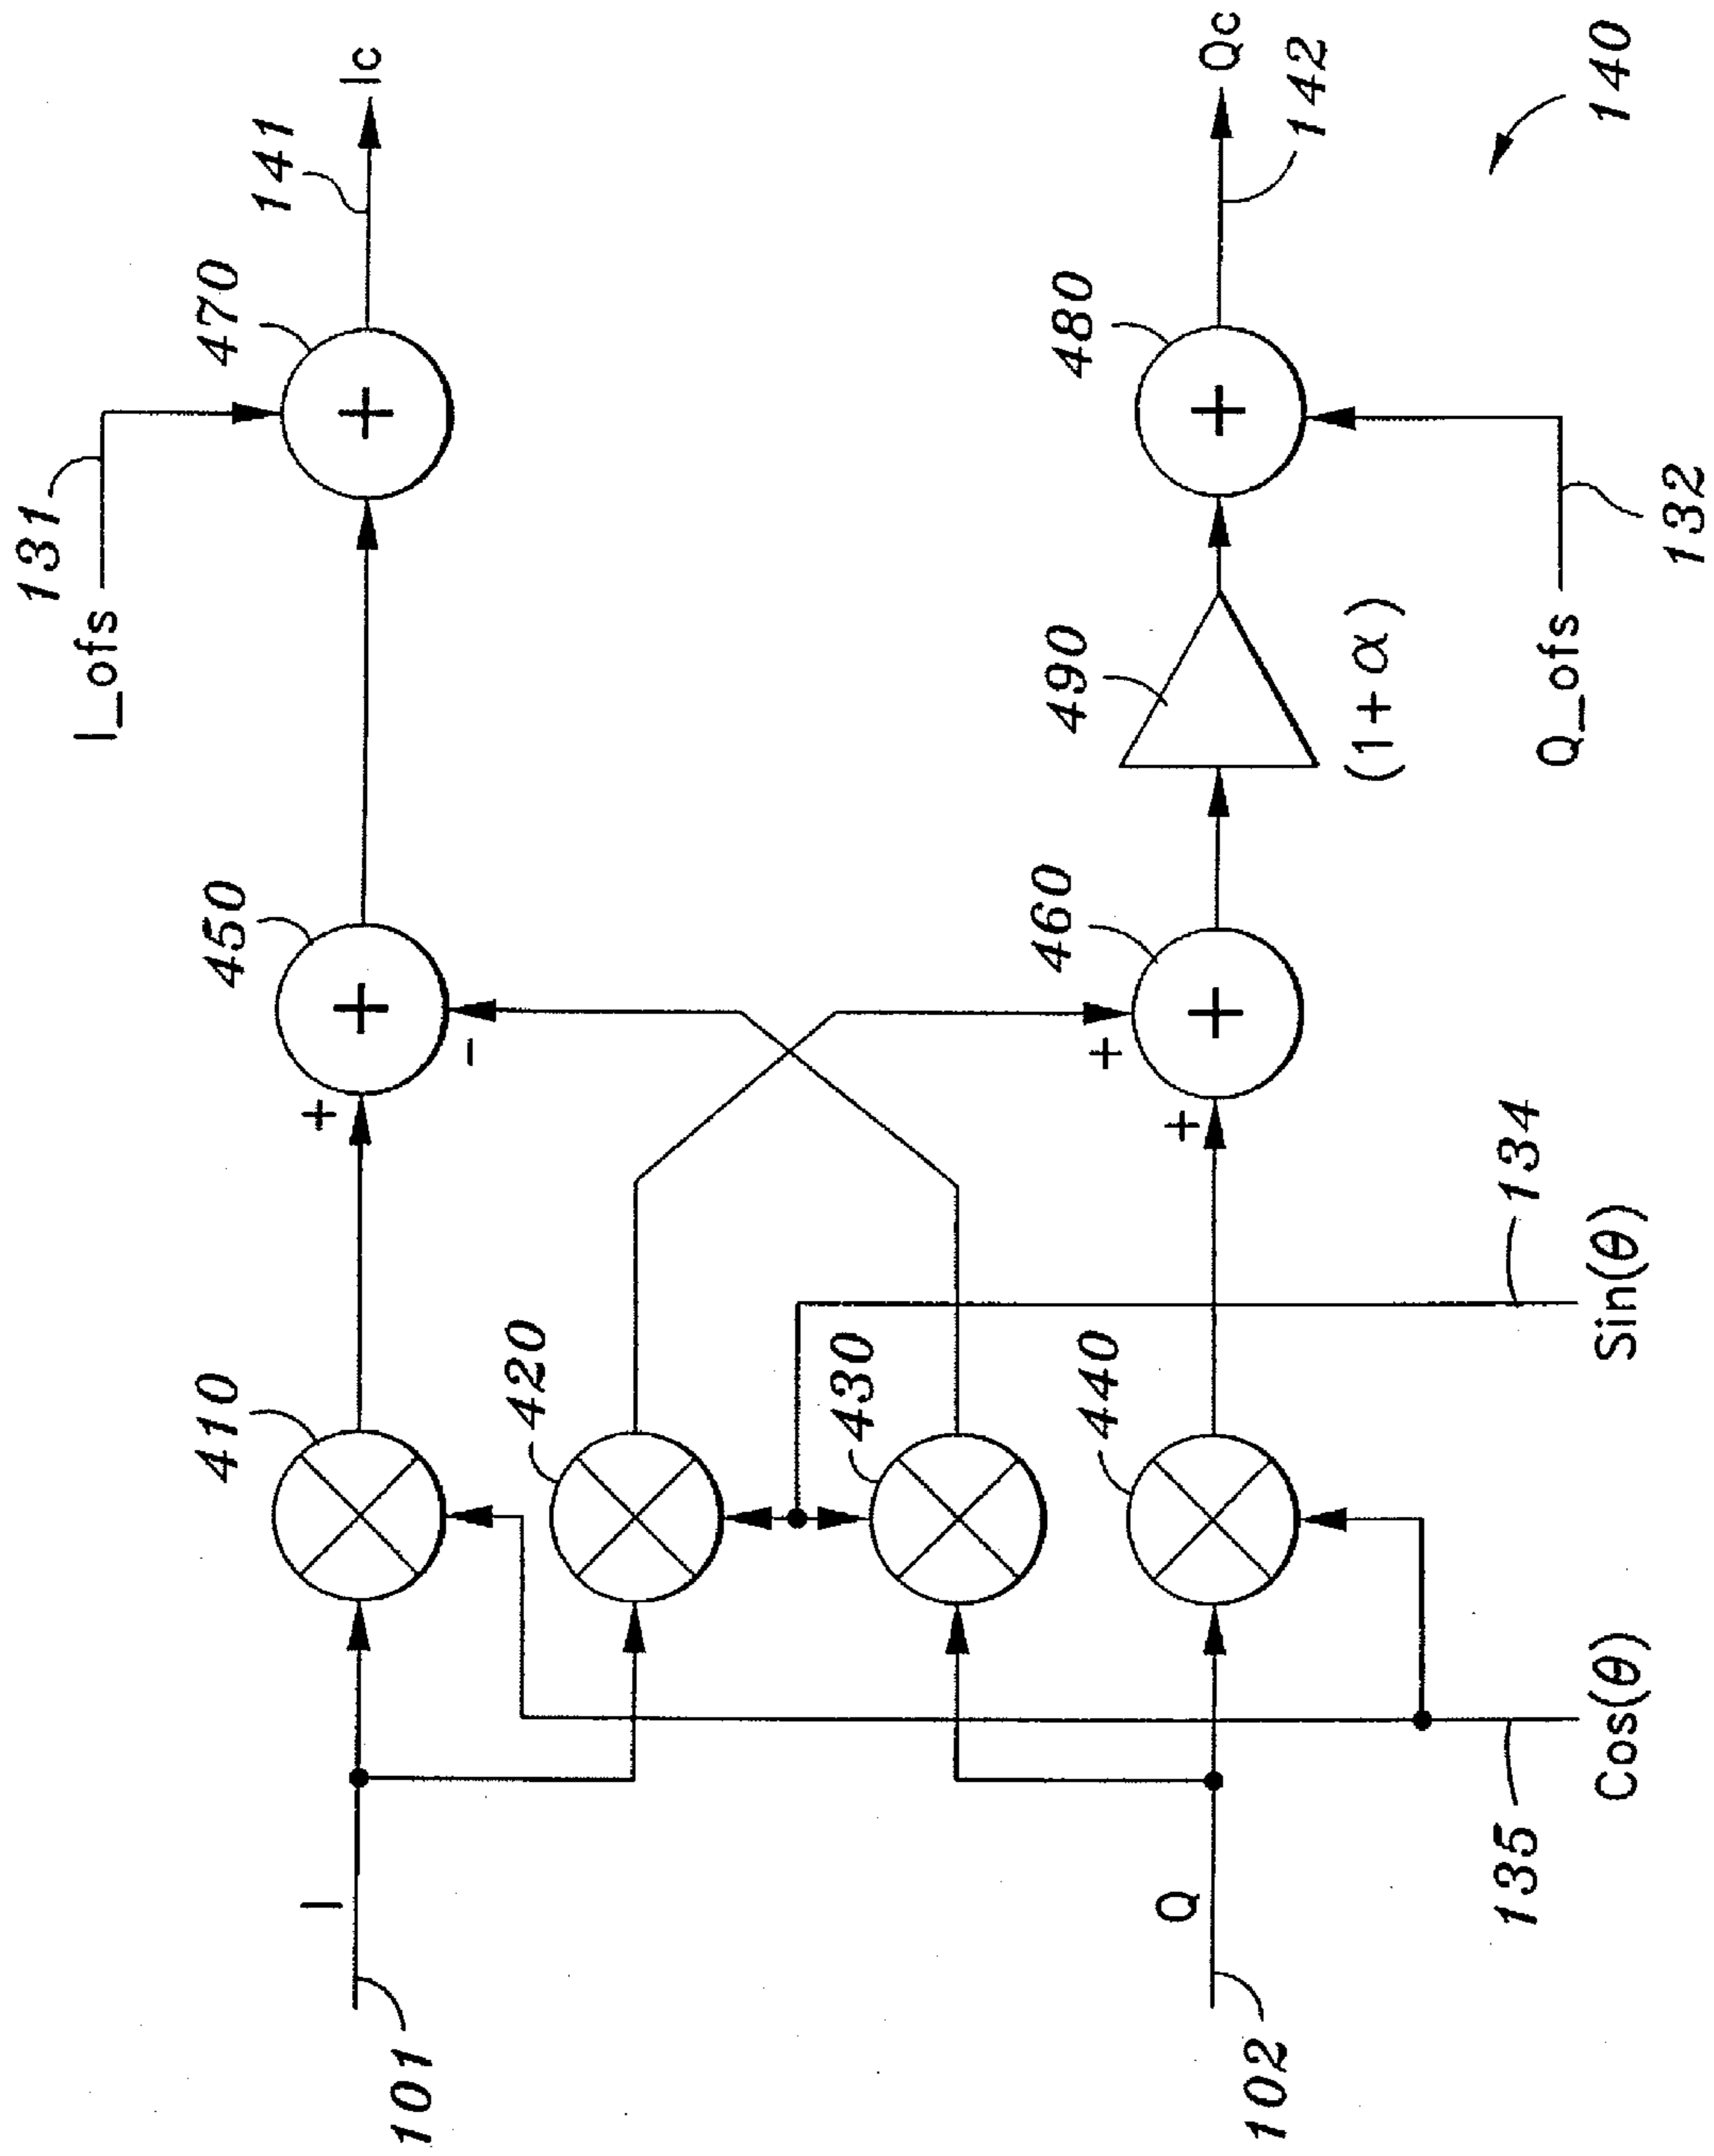 131
I_ofs
470
141
Ic
410
450
+
-
+
+
I
101
420
430
440
460
+
+
+
490
(1+α)
480
+
Qc
142
Q
102
135
Cos(θ)
134
Sin(θ)
Q_ofs
132
140